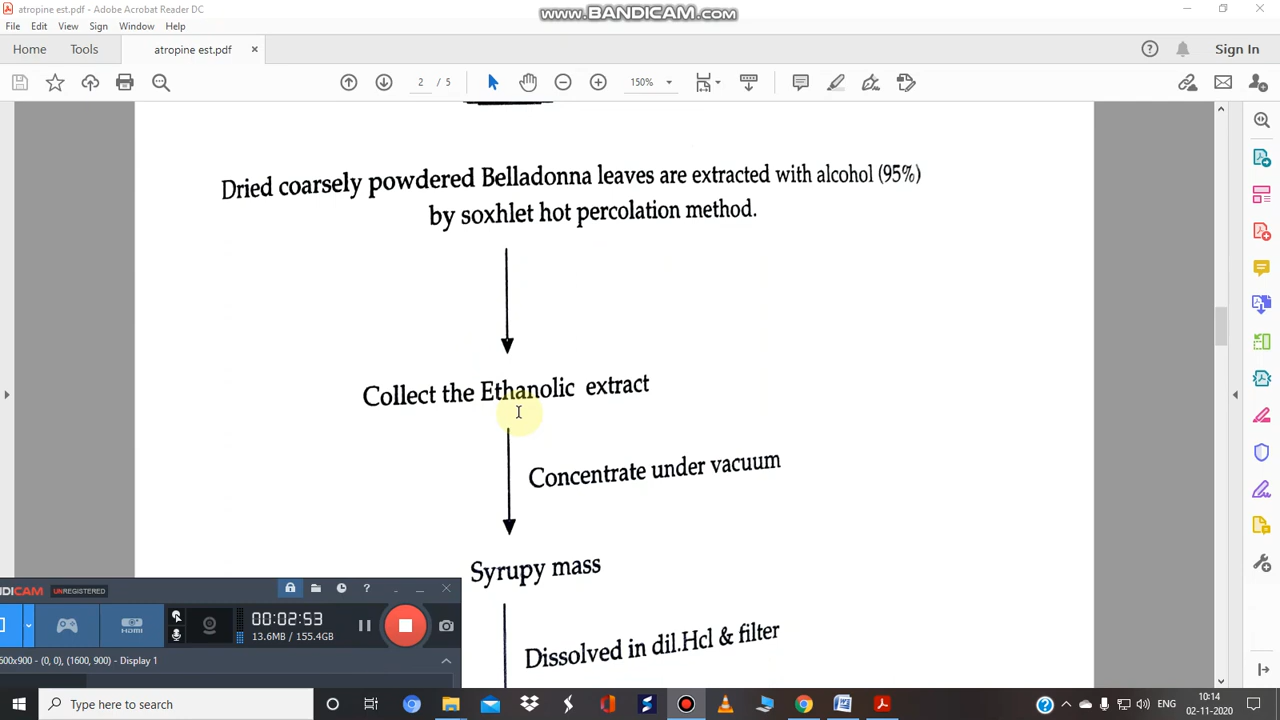 atropine est.pdf - Adobe Acrobat Reader DC
www.BANDICAM.com
File Edit View Sign Window Help
Home Tools atropine est.pdf × ? Sign In
2 / 5 150%
Dried coarsely powdered Belladonna leaves are extracted with alcohol (95%)
by soxhlet hot percolation method.
Collect the Ethanolic extract
Concentrate under vacuum
Syrupy mass
Dissolved in dil.Hcl & filter
NDICAM UNREGISTERED
HDMI 00:02:53
13.6MB / 155.4GB
600x900 - (0, 0), (1600, 900) - Display 1
Type here to search
10:14
02-11-2020